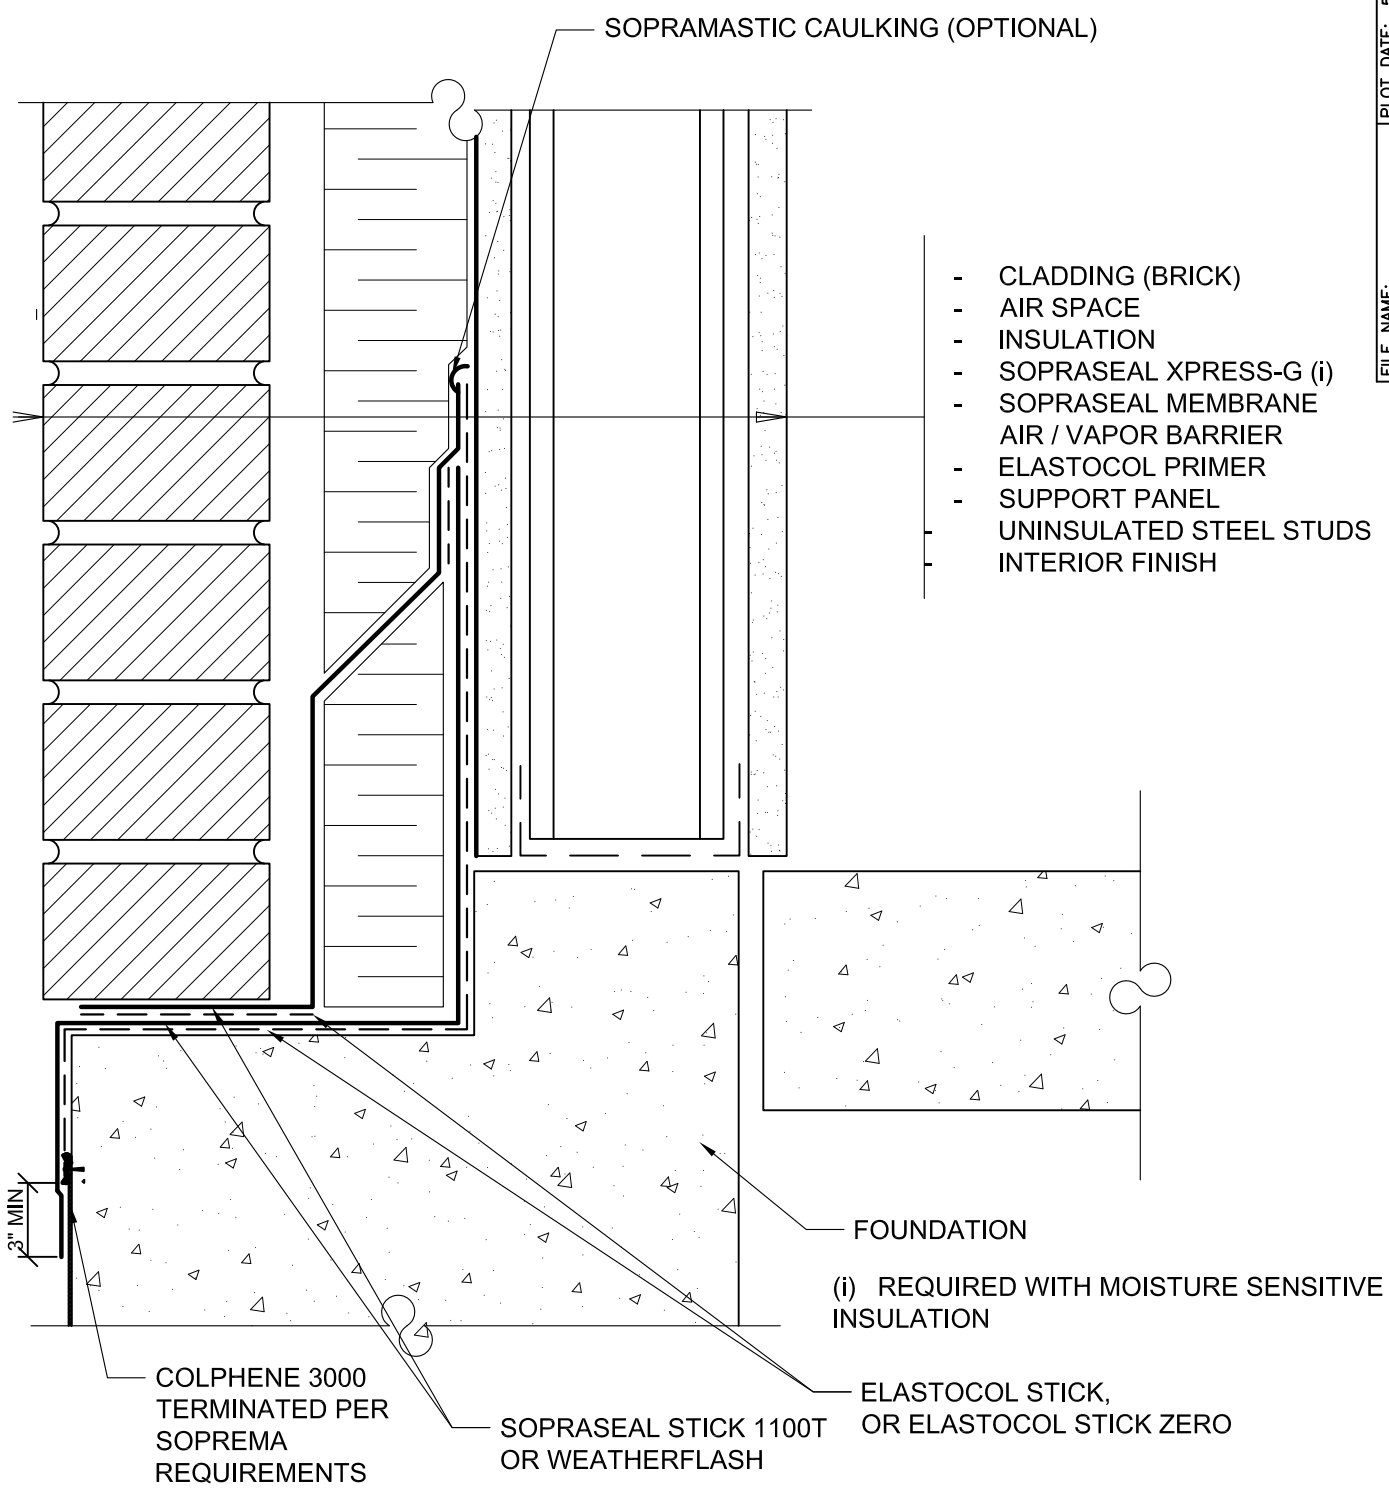 SOPRAMASTIC CAULKING (OPTIONAL)
PLOT DATE:
FILE NAME:
- CLADDING (BRICK)
- AIR SPACE
- INSULATION
- SOPRASEAL XPRESS-G (i)
- SOPRASEAL MEMBRANE
AIR / VAPOR BARRIER
- ELASTOCOL PRIMER
- SUPPORT PANEL
- UNINSULATED STEEL STUDS
- INTERIOR FINISH
3" MIN
FOUNDATION
(i) REQUIRED WITH MOISTURE SENSITIVE
INSULATION
COLPHENE 3000
TERMINATED PER
SOPREMA
REQUIREMENTS
SOPRASEAL STICK 1100T
OR WEATHERFLASH
ELASTOCOL STICK,
OR ELASTOCOL STICK ZERO